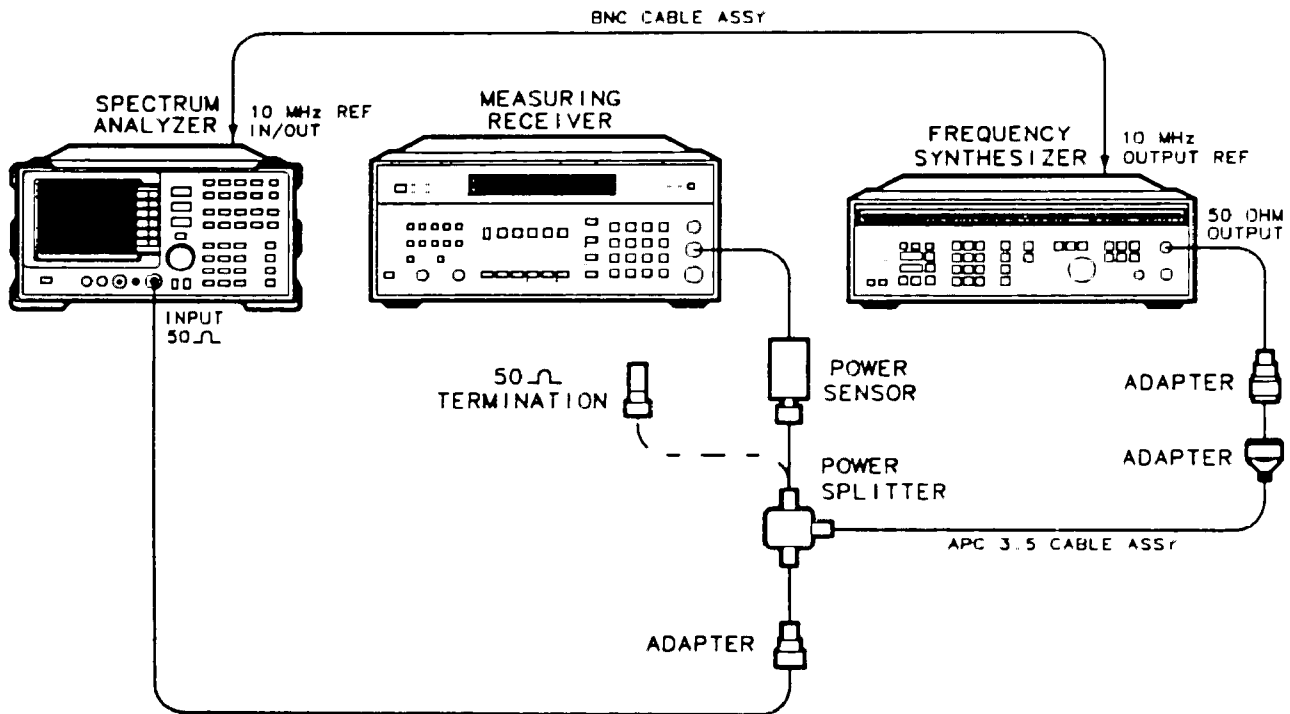 BNC CABLE ASSY
SPECTRUM
ANALYZER
10 MHz REF
IN/OUT
MEASURING
RECEIVER
FREQUENCY
SYNTHESIZER
10 MHz
OUTPUT REF
50 OHM
OUTPUT
INPUT
50Ω
50Ω
TERMINATION
POWER
SENSOR
ADAPTER
POWER
SPLITTER
ADAPTER
APC 3.5 CABLE ASSY
ADAPTER